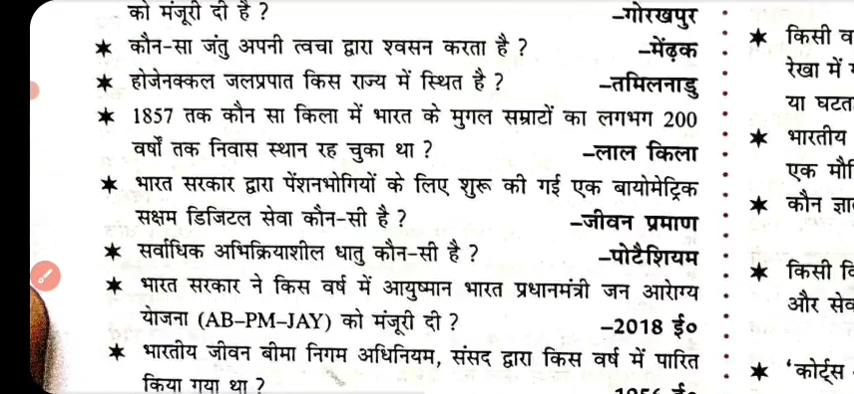 को मंजूरी दी है ? -गोरखपुर
★ कौन-सा जंतु अपनी त्वचा द्वारा श्वसन करता है ? -मेंढ़क
★ होजेनक्कल जलप्रपात किस राज्य में स्थित है ? -तमिलनाडु
★ 1857 तक कौन सा किला में भारत के मुगल सम्राटों का लगभग 200
वर्षों तक निवास स्थान रह चुका था ? -लाल किला
★ भारत सरकार द्वारा पेंशनभोगियों के लिए शुरू की गई एक बायोमेट्रिक
सक्षम डिजिटल सेवा कौन-सी है ? -जीवन प्रमाण
★ सर्वाधिक अभिक्रियाशील धातु कौन-सी है ? -पोटैशियम
★ भारत सरकार ने किस वर्ष में आयुष्मान भारत प्रधानमंत्री जन आरोग्य
योजना (AB-PM-JAY) को मंजूरी दी ? -2018 ई०
★ भारतीय जीवन बीमा निगम अधिनियम, संसद द्वारा किस वर्ष में पारित
किया गया था ?
★ किसी
रेखा में
या
★ भारतीय
एक
★ कौन
★ किसी
और
★ 'कोर्ट्स